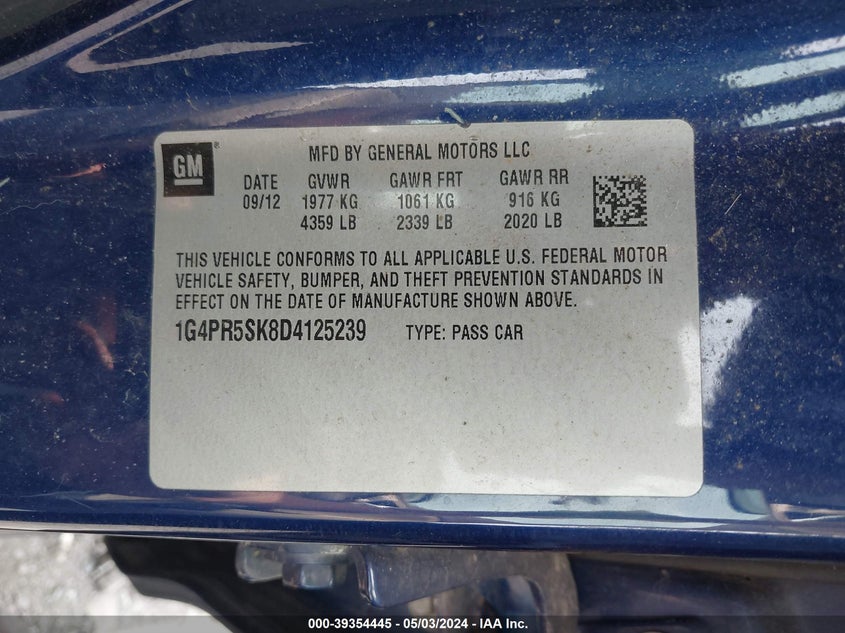 GM
MFD BY GENERAL MOTORS LLC
DATE GVWR GAWR FRT GAWR RR
09/12 1977 KG 1061 KG 916 KG
4359 LB 2339 LB 2020 LB
THIS VEHICLE CONFORMS TO ALL APPLICABLE U.S. FEDERAL MOTOR
VEHICLE SAFETY, BUMPER, AND THEFT PREVENTION STANDARDS IN
EFFECT ON THE DATE OF MANUFACTURE SHOWN ABOVE.
1G4PR5SK8D4125239 TYPE: PASS CAR
000-39354445 - 05/03/2024 - IAA Inc.